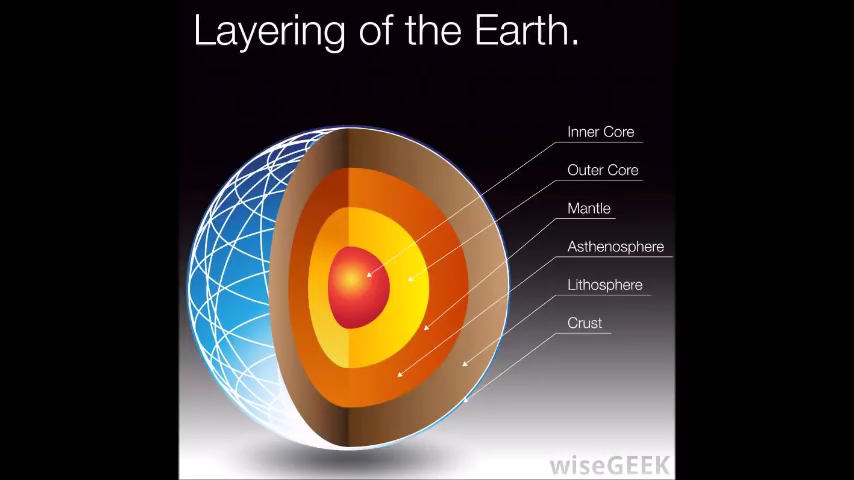 Layering of the Earth.
Inner Core
Outer Core
Mantle
Asthenosphere
Lithosphere
Crust
wiseGEEK